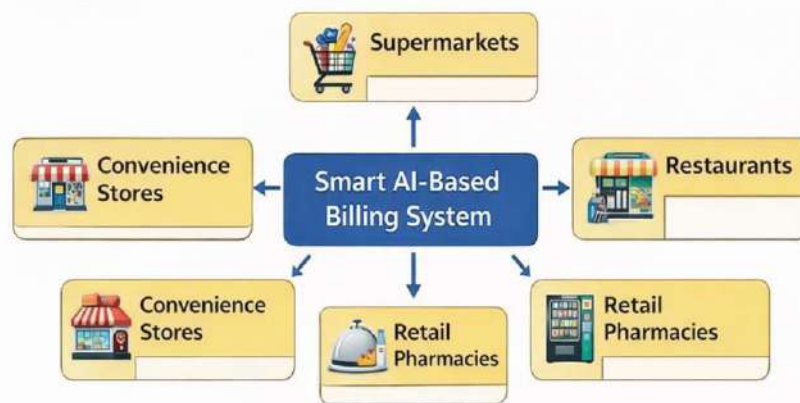 Supermarkets
Convenience
Stores
Smart AI-Based
Billing System
Restaurants
Convenience
Stores
Retail
Pharmacies
Retail
Pharmacies